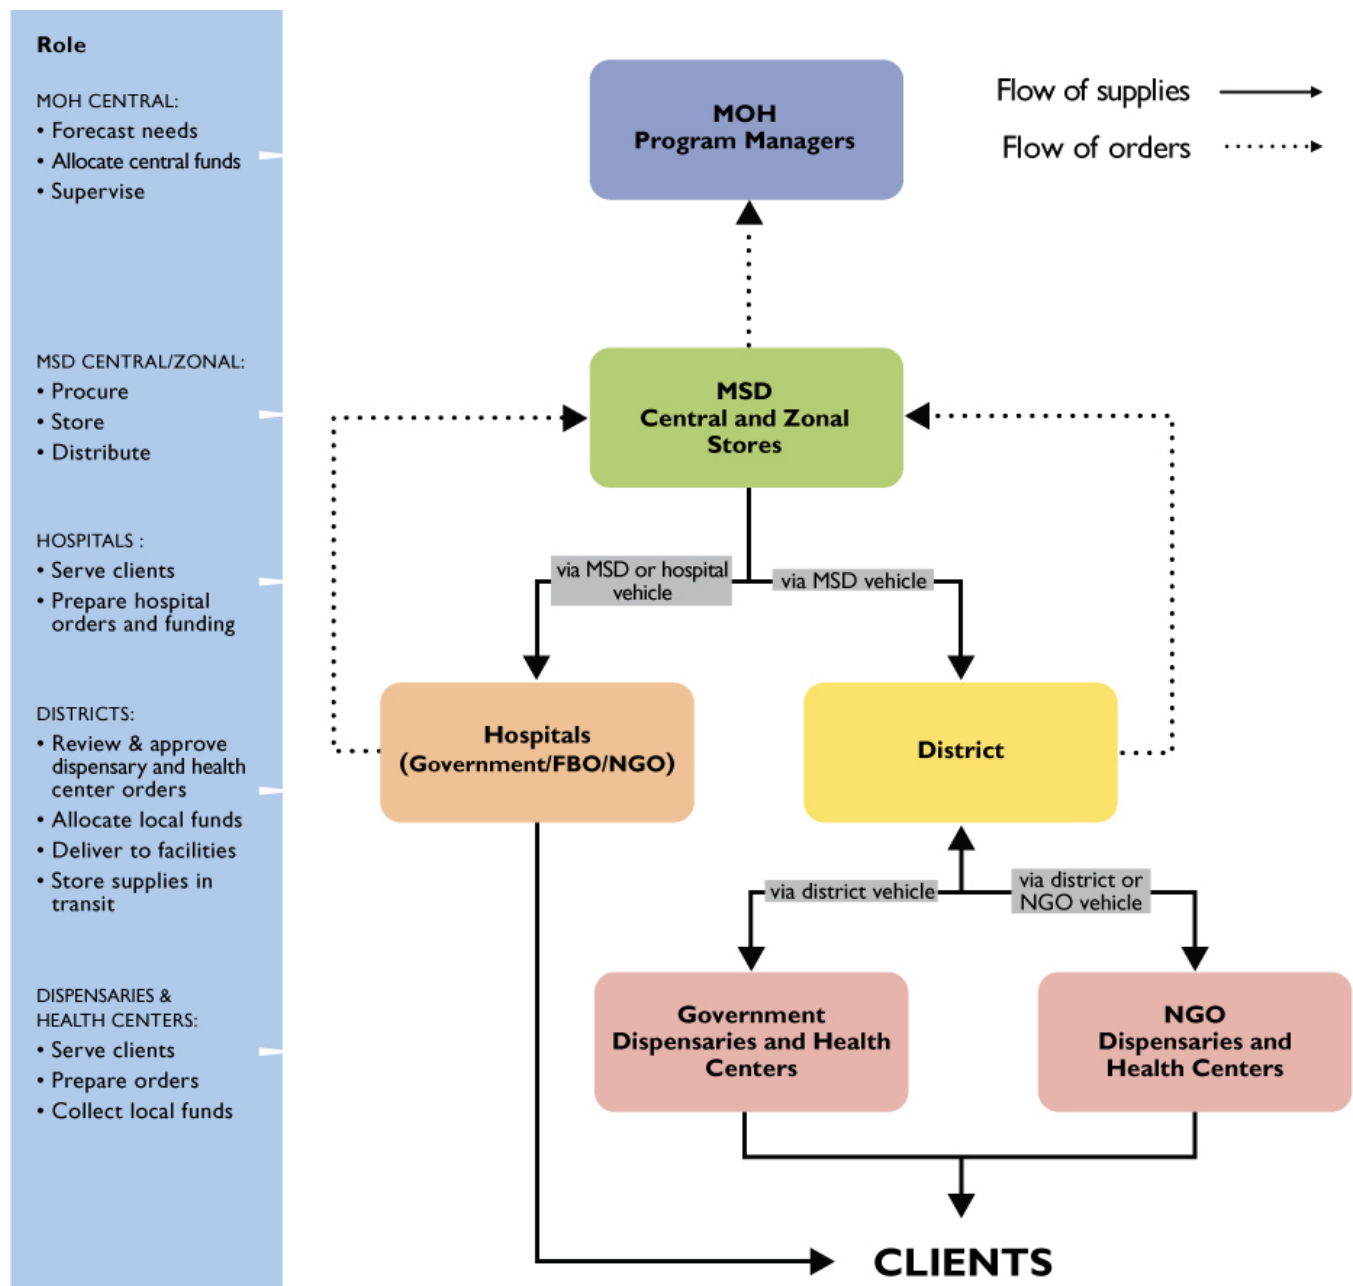 Role
MOH CENTRAL:
• Forecast needs
• Allocate central funds
• Supervise
MSD CENTRAL/ZONAL:
• Procure
• Store
• Distribute
HOSPITALS :
• Serve clients
• Prepare hospital
orders and funding
DISTRICTS:
• Review & approve
dispensary and health
center orders
• Allocate local funds
• Deliver to facilities
• Store supplies in
transit
DISPENSARIES &
HEALTH CENTERS:
• Serve clients
• Prepare orders
• Collect local funds
MOH
Program Managers
Flow of supplies
Flow of orders
MSD
Central and Zonal
Stores
via MSD or hospital
vehicle
via MSD vehicle
Hospitals
(Government/FBO/NGO)
District
via district vehicle
via district or
NGO vehicle
Government
Dispensaries and Health
Centers
NGO
Dispensaries and
Health Centers
CLIENTS